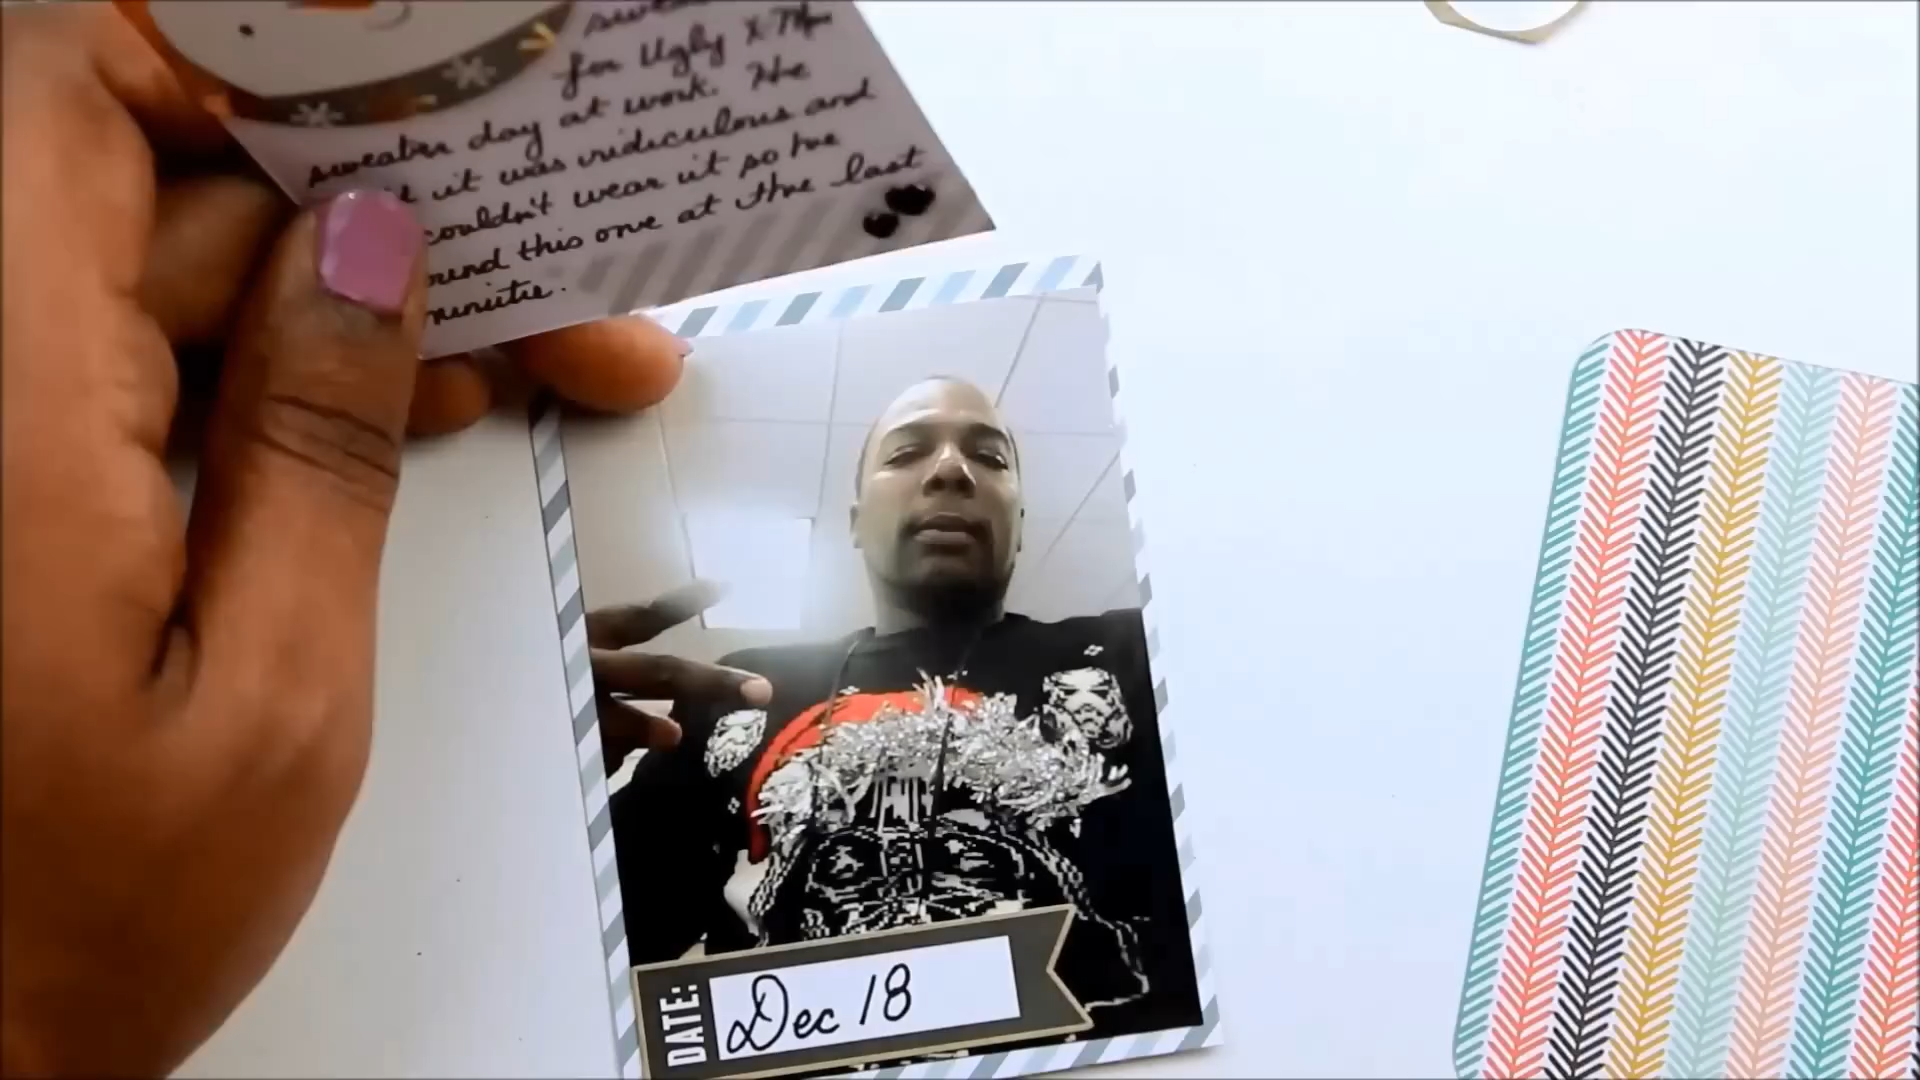 for Ugly X-Mas
sweater day at work. He
it was ridiculous and
couldn't wear it so he
ound this one at the last
minute.
DATE: Dec 18